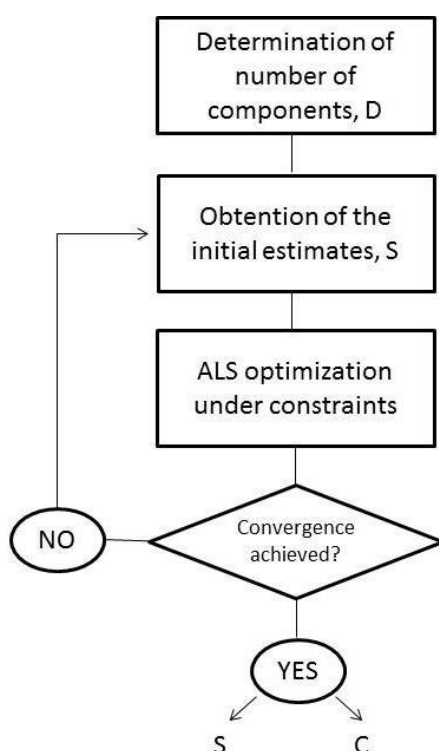 Determination of
number of
components, D
Obtention of the
initial estimates, S
ALS optimization
under constraints
Convergence
achieved?
NO
YES
S
C